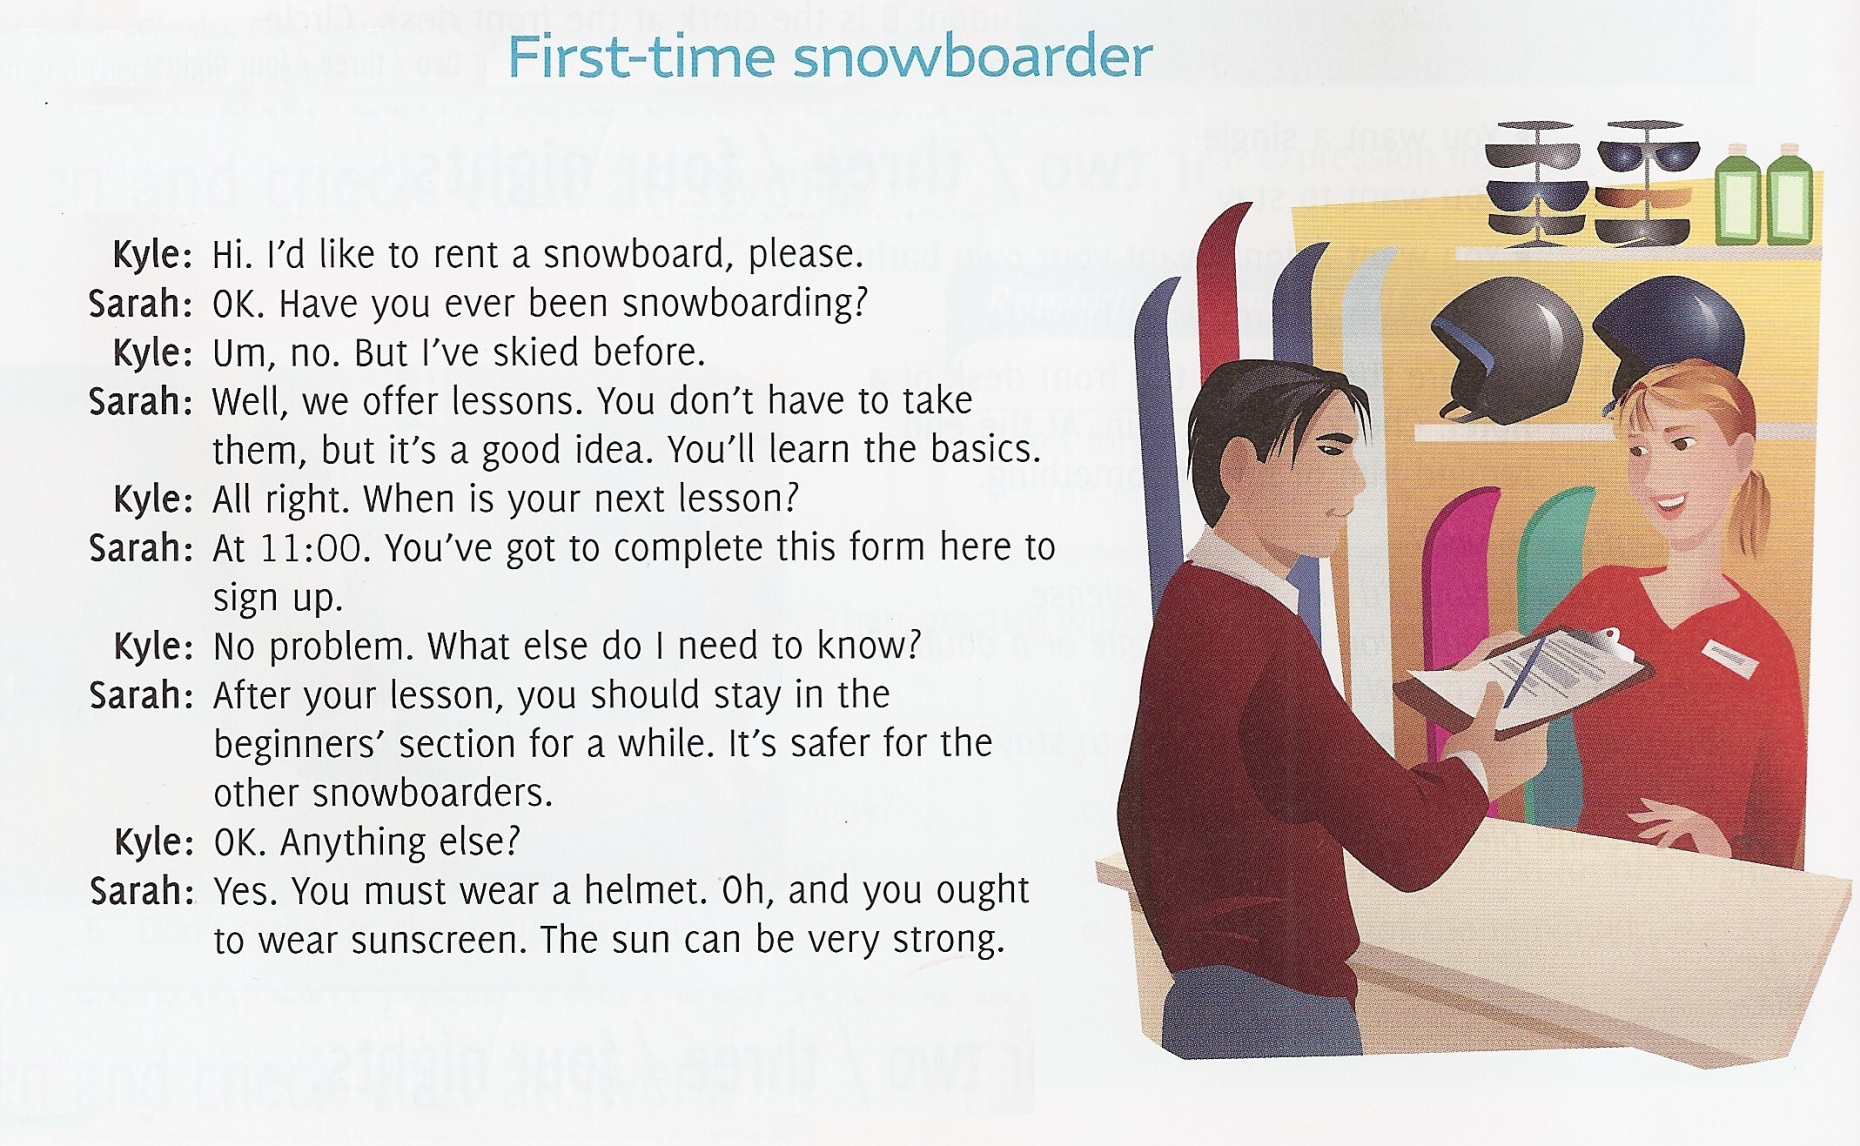 First-time snowboarder
Kyle: Hi. I'd like to rent a snowboard, please.
Sarah: OK. Have you ever been snowboarding?
Kyle: Um, no. But I've skied before.
Sarah: Well, we offer lessons. You don't have to take
them, but it's a good idea. You'll learn the basics.
Kyle: All right. When is your next lesson?
Sarah: At 11:00. You've got to complete this form here to
sign up.
Kyle: No problem. What else do I need to know?
Sarah: After your lesson, you should stay in the
beginners' section for a while. It's safer for the
other snowboarders.
Kyle: OK. Anything else?
Sarah: Yes. You must wear a helmet. Oh, and you ought
to wear sunscreen. The sun can be very strong.